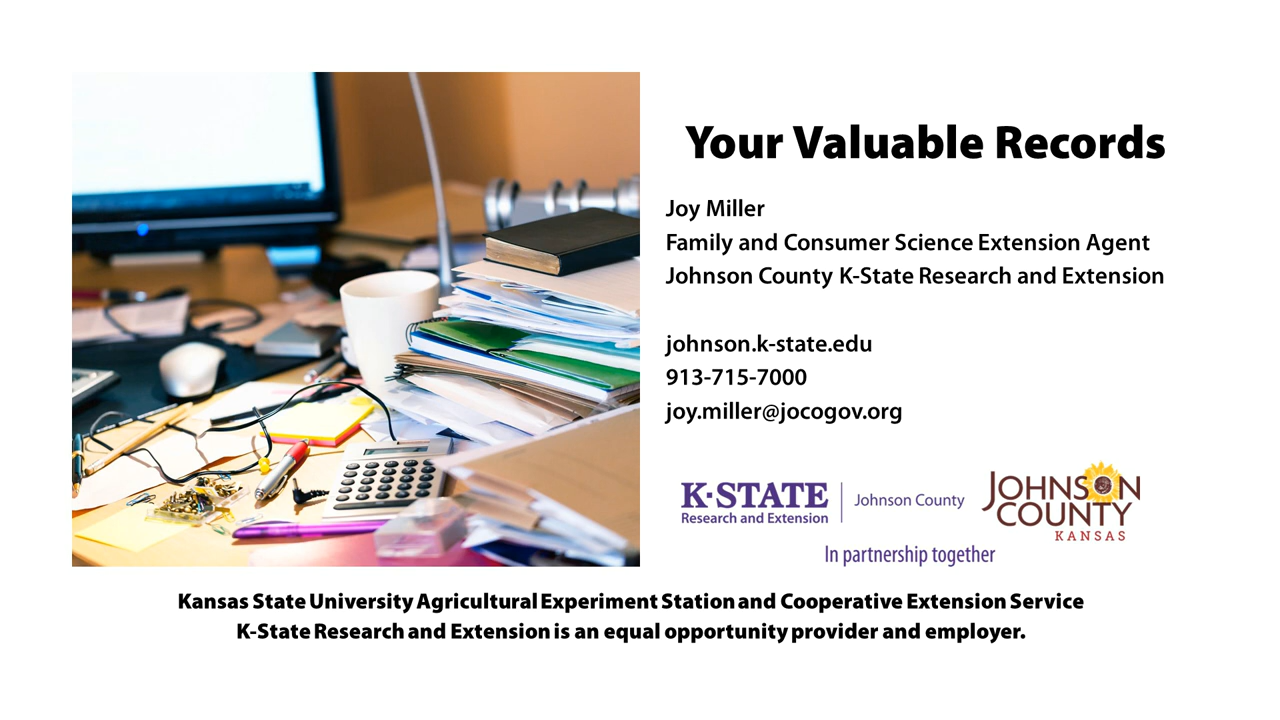 Your Valuable Records
Joy Miller
Family and Consumer Science Extension Agent
Johnson County K-State Research and Extension
johnson.k-state.edu
913-715-7000
joy.miller@jocogov.org
K·STATE
Research and Extension
Johnson County
JOHNSON
COUNTY
KANSAS
In partnership together
Kansas State University Agricultural Experiment Station and Cooperative Extension Service
K-State Research and Extension is an equal opportunity provider and employer.